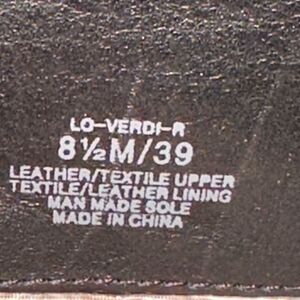 LO-VERDI-R
8½M/39
LEATHER/TEXTILE UPPER
TEXTILE/LEATHER LINING
MAN MADE SOLE
MADE IN CHINA